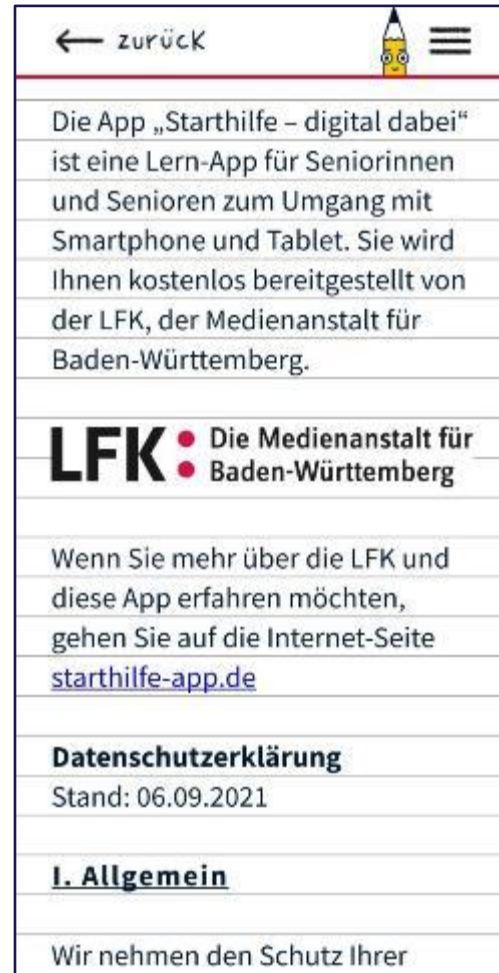 ← zurück
Die App „Starthilfe – digital dabei“
ist eine Lern-App für Seniorinnen
und Senioren zum Umgang mit
Smartphone und Tablet. Sie wird
Ihnen kostenlos bereitgestellt von
der LFK, der Medienanstalt für
Baden-Württemberg.
LFK: Die Medienanstalt für
Baden-Württemberg
Wenn Sie mehr über die LFK und
diese App erfahren möchten,
gehen Sie auf die Internet-Seite
starthilfe-app.de
Datenschutzerklärung
Stand: 06.09.2021
I. Allgemein
Wir nehmen den Schutz Ihrer